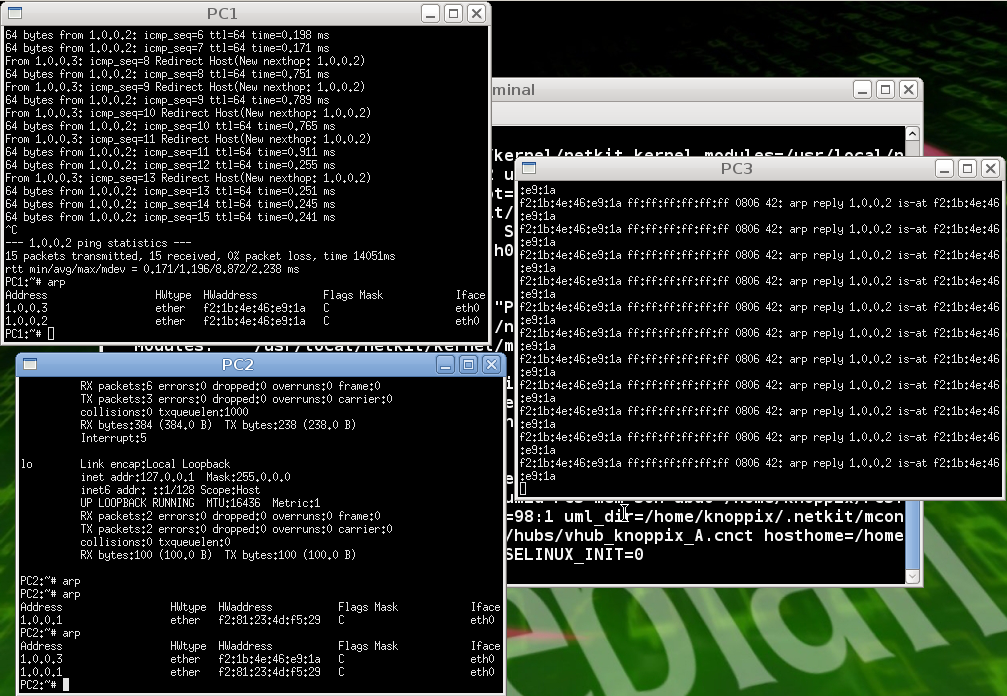 PC1
64 bytes from 1.0.0.2: icmp_seq=6 ttl=64 time=0.198 ms
64 bytes from 1.0.0.2: icmp_seq=7 ttl=64 time=0.171 ms
From 1.0.0.3: icmp_seq=8 Redirect Host(New nexthop: 1.0.0.2)
64 bytes from 1.0.0.2: icmp_seq=8 ttl=64 time=0.751 ms
From 1.0.0.3: icmp_seq=9 Redirect Host(New nexthop: 1.0.0.2)
64 bytes from 1.0.0.2: icmp_seq=9 ttl=64 time=0.789 ms
From 1.0.0.3: icmp_seq=10 Redirect Host(New nexthop: 1.0.0.2)
64 bytes from 1.0.0.2: icmp_seq=10 ttl=64 time=0.765 ms
From 1.0.0.3: icmp_seq=11 Redirect Host(New nexthop: 1.0.0.2)
64 bytes from 1.0.0.2: icmp_seq=11 ttl=64 time=0.911 ms
64 bytes from 1.0.0.2: icmp_seq=12 ttl=64 time=0.255 ms
From 1.0.0.3: icmp_seq=13 Redirect Host(New nexthop: 1.0.0.2)
64 bytes from 1.0.0.2: icmp_seq=13 ttl=64 time=0.251 ms
64 bytes from 1.0.0.2: icmp_seq=14 ttl=64 time=0.245 ms
64 bytes from 1.0.0.2: icmp_seq=15 ttl=64 time=0.241 ms
^C
--- 1.0.0.2 ping statistics ---
15 packets transmitted, 15 received, 0% packet loss, time 14051ms
rtt min/avg/max/mdev = 0.171/1.196/8.872/2.238 ms
PC1:~# arp
Address HWtype HWaddress Flags Mask Iface
1.0.0.3 ether f2:1b:4e:46:e9:1a C eth0
1.0.0.2 ether f2:1b:4e:46:e9:1a C eth0
PC1:~#
minal
PC3
:e9:1a
f2:1b:4e:46:e9:1a ff:ff:ff:ff:ff:ff 0806 42: arp reply 1.0.0.2 is-at f2:1b:4e:46
:e9:1a
f2:1b:4e:46:e9:1a ff:ff:ff:ff:ff:ff 0806 42: arp reply 1.0.0.2 is-at f2:1b:4e:46
:e9:1a
f2:1b:4e:46:e9:1a ff:ff:ff:ff:ff:ff 0806 42: arp reply 1.0.0.2 is-at f2:1b:4e:46
:e9:1a
f2:1b:4e:46:e9:1a ff:ff:ff:ff:ff:ff 0806 42: arp reply 1.0.0.2 is-at f2:1b:4e:46
:e9:1a
f2:1b:4e:46:e9:1a ff:ff:ff:ff:ff:ff 0806 42: arp reply 1.0.0.2 is-at f2:1b:4e:46
:e9:1a
f2:1b:4e:46:e9:1a ff:ff:ff:ff:ff:ff 0806 42: arp reply 1.0.0.2 is-at f2:1b:4e:46
:e9:1a
f2:1b:4e:46:e9:1a ff:ff:ff:ff:ff:ff 0806 42: arp reply 1.0.0.2 is-at f2:1b:4e:46
:e9:1a
f2:1b:4e:46:e9:1a ff:ff:ff:ff:ff:ff 0806 42: arp reply 1.0.0.2 is-at f2:1b:4e:46
:e9:1a
f2:1b:4e:46:e9:1a ff:ff:ff:ff:ff:ff 0806 42: arp reply 1.0.0.2 is-at f2:1b:4e:46
:e9:1a
f2:1b:4e:46:e9:1a ff:ff:ff:ff:ff:ff 0806 42: arp reply 1.0.0.2 is-at f2:1b:4e:46
:e9:1a
f2:1b:4e:46:e9:1a ff:ff:ff:ff:ff:ff 0806 42: arp reply 1.0.0.2 is-at f2:1b:4e:46
:e9:1a
PC2
RX packets:6 errors:0 dropped:0 overruns:0 frame:0
TX packets:3 errors:0 dropped:0 overruns:0 carrier:0
collisions:0 txqueuelen:1000
RX bytes:384 (384.0 B) TX bytes:238 (238.0 B)
Interrupt:5
lo Link encap:Local Loopback
inet addr:127.0.0.1 Mask:255.0.0.0
inet6 addr: ::1/128 Scope:Host
UP LOOPBACK RUNNING MTU:16436 Metric:1
RX packets:2 errors:0 dropped:0 overruns:0 frame:0
TX packets:2 errors:0 dropped:0 overruns:0 carrier:0
collisions:0 txqueuelen:0
RX bytes:100 (100.0 B) TX bytes:100 (100.0 B)
PC2:~# arp
PC2:~# arp
Address HWtype HWaddress Flags Mask Iface
1.0.0.1 ether f2:81:23:4d:f5:29 C eth0
PC2:~# arp
Address HWtype HWaddress Flags Mask Iface
1.0.0.3 ether f2:1b:4e:46:e9:1a C eth0
1.0.0.1 ether f2:81:23:4d:f5:29 C eth0
PC2:~#
=98:1 uml_dir=/home/knoppix/.netkit/mcon
/hubs/vhub_knoppix_A.cnct hosthome=/home
SELINUX_INIT=0